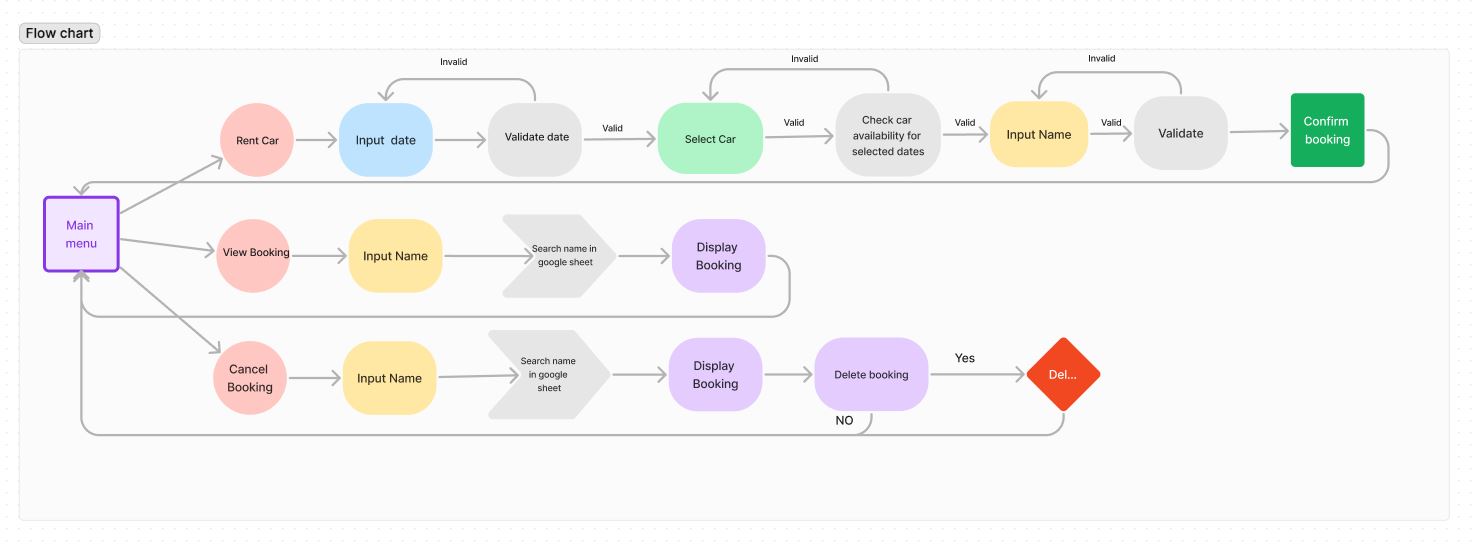 Flow chart
Invalid
Invalid
Invalid
Rent Car
Input date
Validate date
Valid
Select Car
Valid
Check car
availability for
selected dates
Valid
Input Name
Valid
Validate
Confirm
booking
Main
menu
View Booking
Input Name
Search name in
google sheet
Display
Booking
Cancel
Booking
Input Name
Search name
in google
sheet
Display
Booking
Delete booking
Yes
Del...
NO